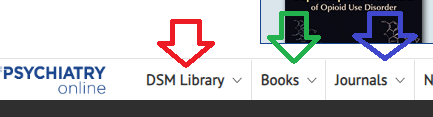 of Opioid Use Disorder
PSYCHIATRY
online
DSM Library
Books
Journals
N